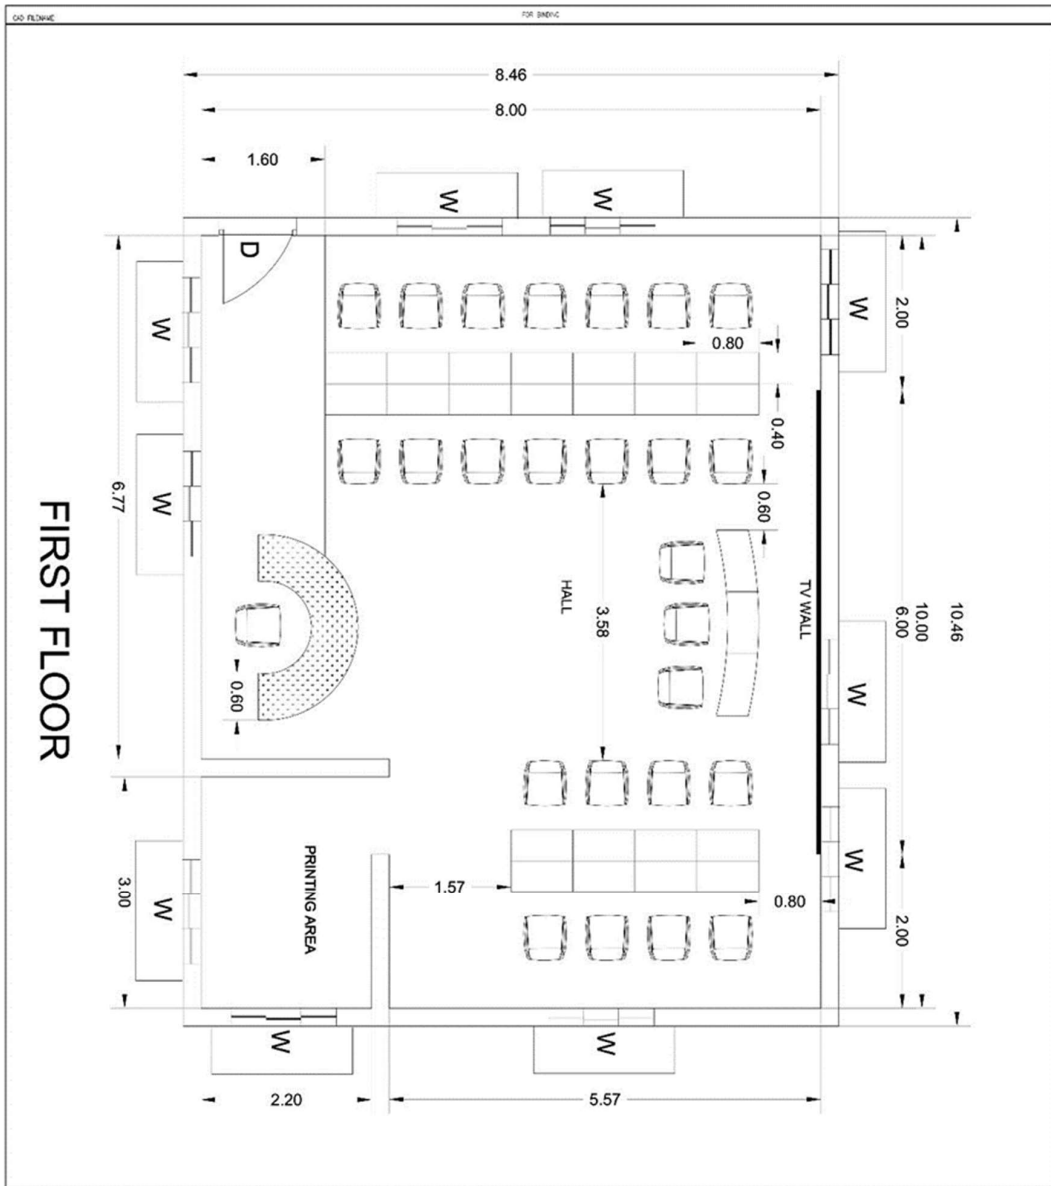 CAD FILENAME
FOR BINDING
8.46
8.00
1.60
W
W
D
W
W
W
2.00
0.80
0.40
6.77
0.60
FIRST FLOOR
HALL
3.58
TV WALL
6.00
10.00
10.46
0.60
W
W
PRINTING AREA
3.00
W
1.57
0.80
2.00
W
W
2.20
5.57